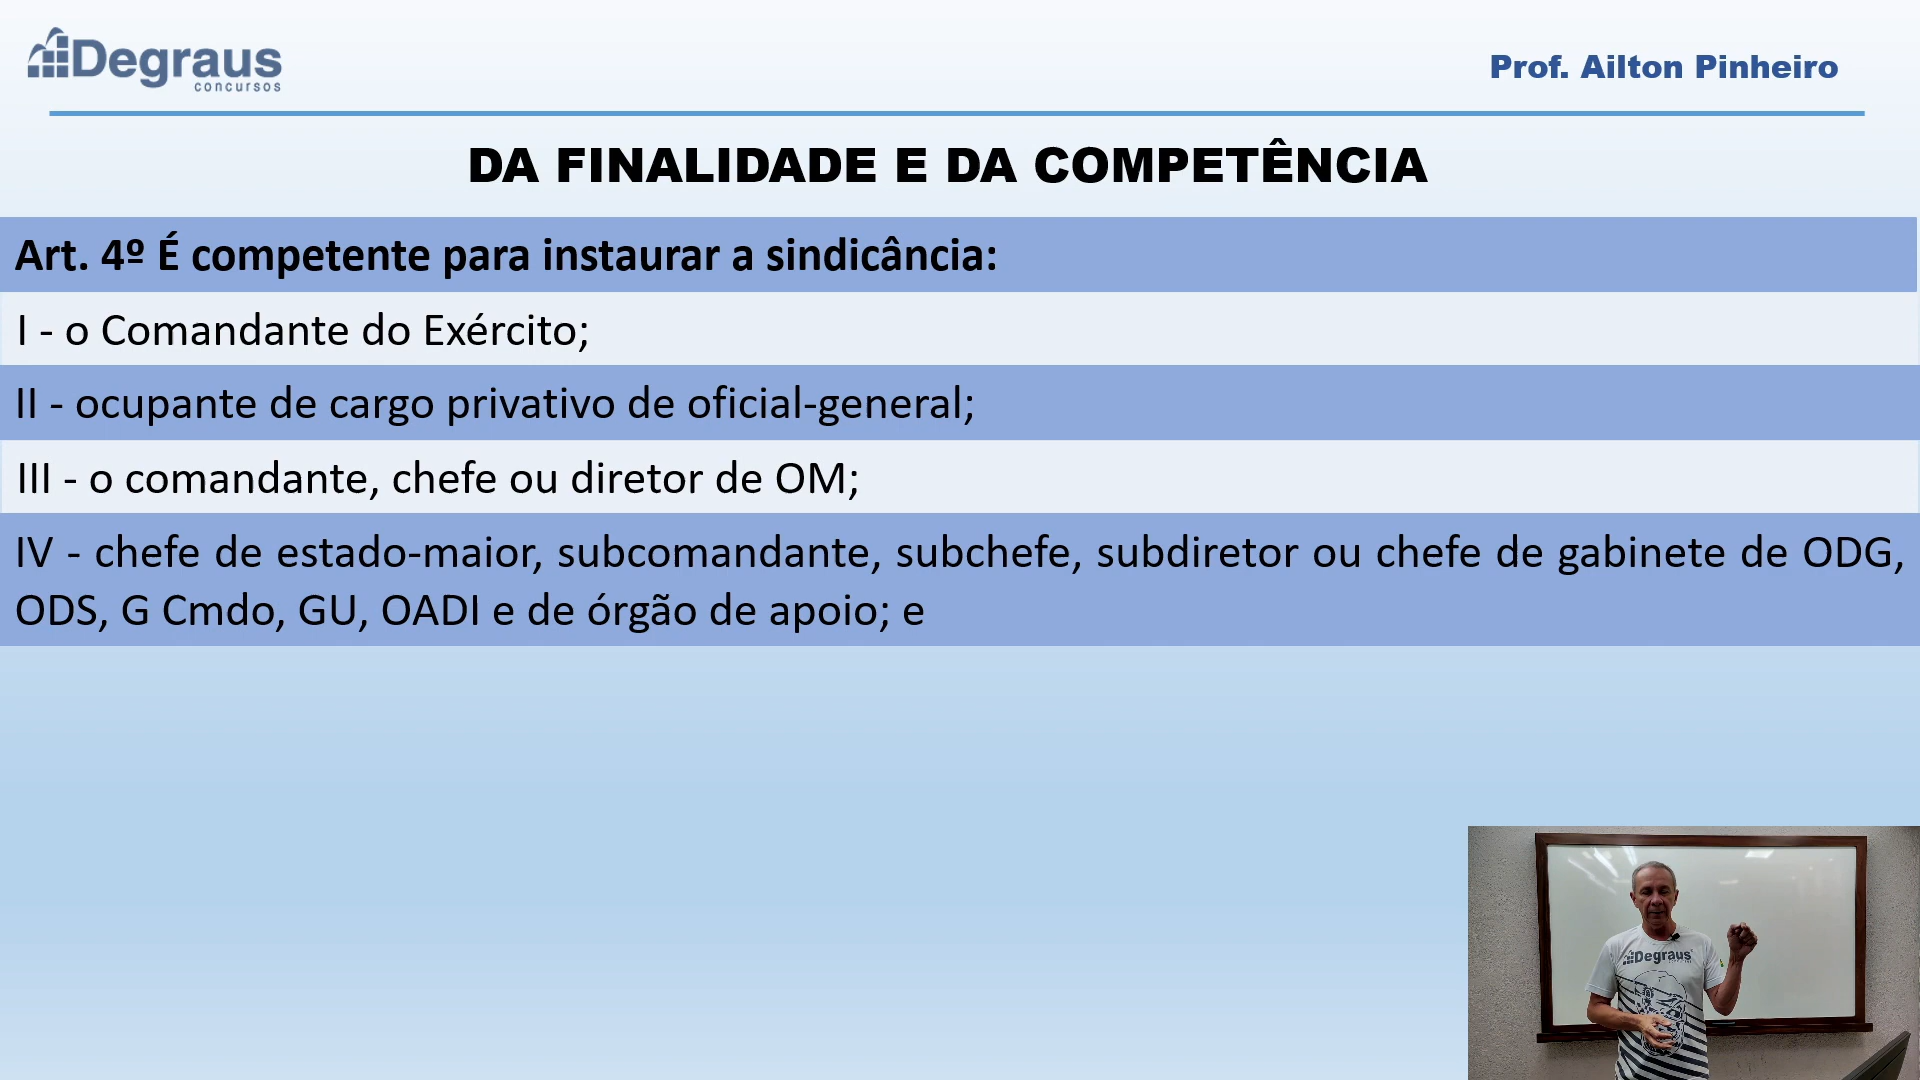 Degraus
concursos
Prof. Ailton Pinheiro
DA FINALIDADE E DA COMPETÊNCIA
Art. 4º É competente para instaurar a sindicância:
I - o Comandante do Exército;
II - ocupante de cargo privativo de oficial-general;
III - o comandante, chefe ou diretor de OM;
IV - chefe de estado-maior, subcomandante, subchefe, subdiretor ou chefe de gabinete de ODG,
ODS, G Cmdo, GU, OADI e de órgão de apoio; e
Degraus